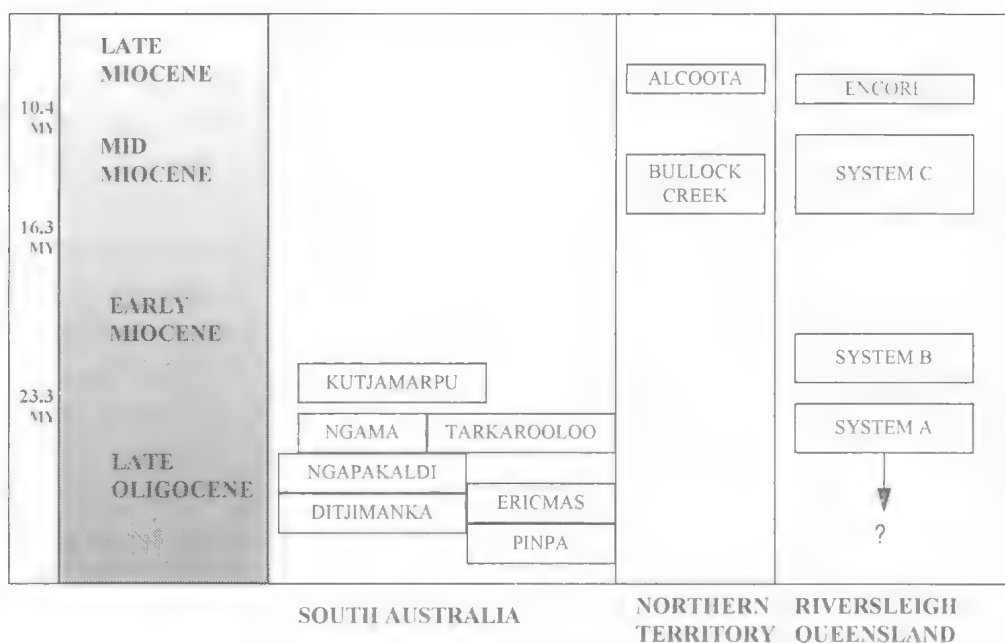 LATE
MIOCENE
10.4
MY
MID
MIOCENE
16.3
MY
EARLY
MIOCENE
23.3
MY
LATE
OLIGOCENE
KUTJAMARPU
NGAMA
TARKAROOLOO
NGAPAKALDI
DITJIMANKA
ERICMAS
PINPA
SOUTH AUSTRALIA
ALCOOTA
BULLOCK
CREEK
NORTHERN
TERRITORY
ENCORE
SYSTEM C
SYSTEM B
SYSTEM A
?
RIVERSLEIGH
QUEENSLAND